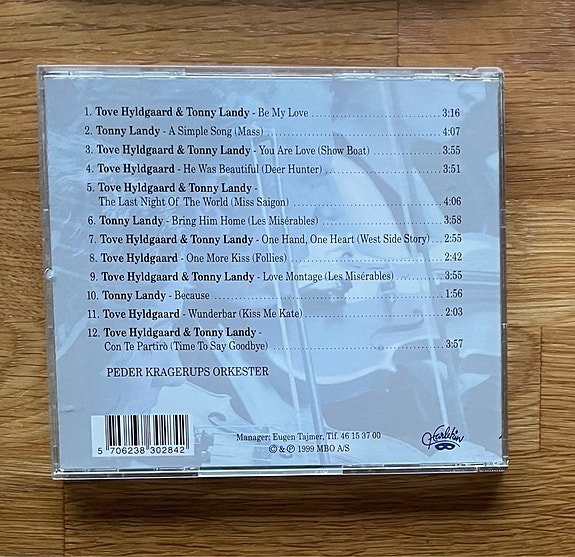 1. Tove Hyldgaard & Tonny Landy - Be My Love 3:16
2. Tonny Landy - A Simple Song (Mass) 4:07
3. Tove Hyldgaard & Tonny Landy - You Are Love (Show Boat) 3:55
4. Tove Hyldgaard - He Was Beautiful (Deer Hunter) 3:51
5. Tove Hyldgaard & Tonny Landy -
The Last Night Of The World (Miss Saigon) 4:06
6. Tonny Landy - Bring Him Home (Les Misérables) 3:58
7. Tove Hyldgaard & Tonny Landy - One Hand, One Heart (West Side Story) 2:55
8. Tove Hyldgaard - One More Kiss (Follies) 2:42
9. Tove Hyldgaard & Tonny Landy - Love Montage (Les Misérables) 3:55
10. Tonny Landy - Because 1:56
11. Tove Hyldgaard - Wunderbar (Kiss Me Kate) 2:03
12. Tove Hyldgaard & Tonny Landy -
Con Te Partirò (Time To Say Goodbye) 3:57
PEDER KRAGERUPS ORKESTER
Manager: Eugen Tajmer, Tlf. 46 15 37 00
© & ℗ 1999 MBO A/S
5 706238 302842
Harlekin